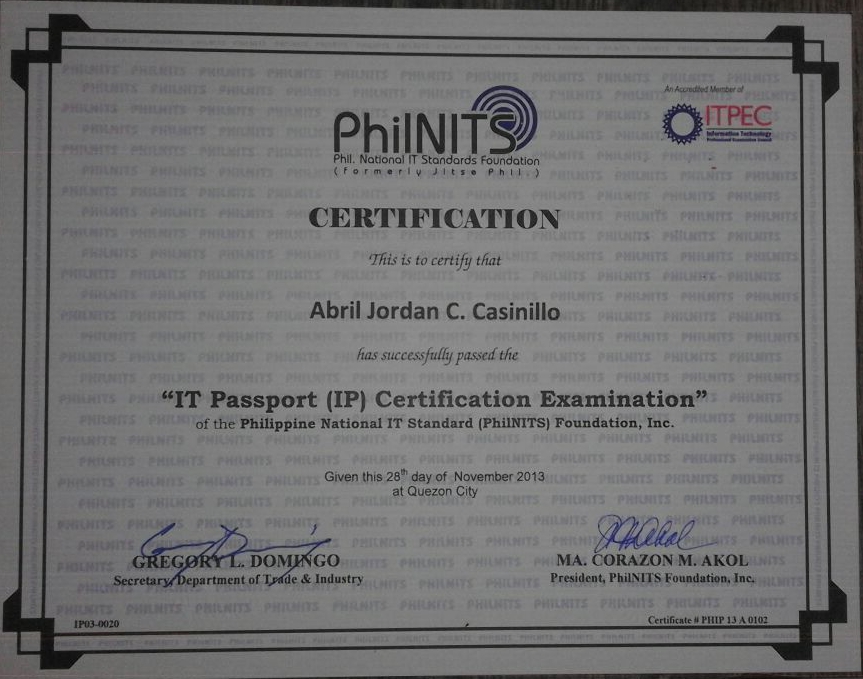 An Accredited Member of
ITPEC
Information Technology
Professional Examination Council
PhilNITS
Phil. National IT Standards Foundation
(formerly Jitse Phil.)
CERTIFICATION
This is to certify that
Abril Jordan C. Casinillo
has successfully passed the
“IT Passport (IP) Certification Examination”
of the Philippine National IT Standard (PhilNITS) Foundation, Inc.
Given this 28th day of November 2013
at Quezon City
GREGORY L. DOMINGO
Secretary, Department of Trade & Industry
MA. CORAZON M. AKOL
President, PhilNITS Foundation, Inc.
IP03-0020
Certificate # PHIP 13 A 0102